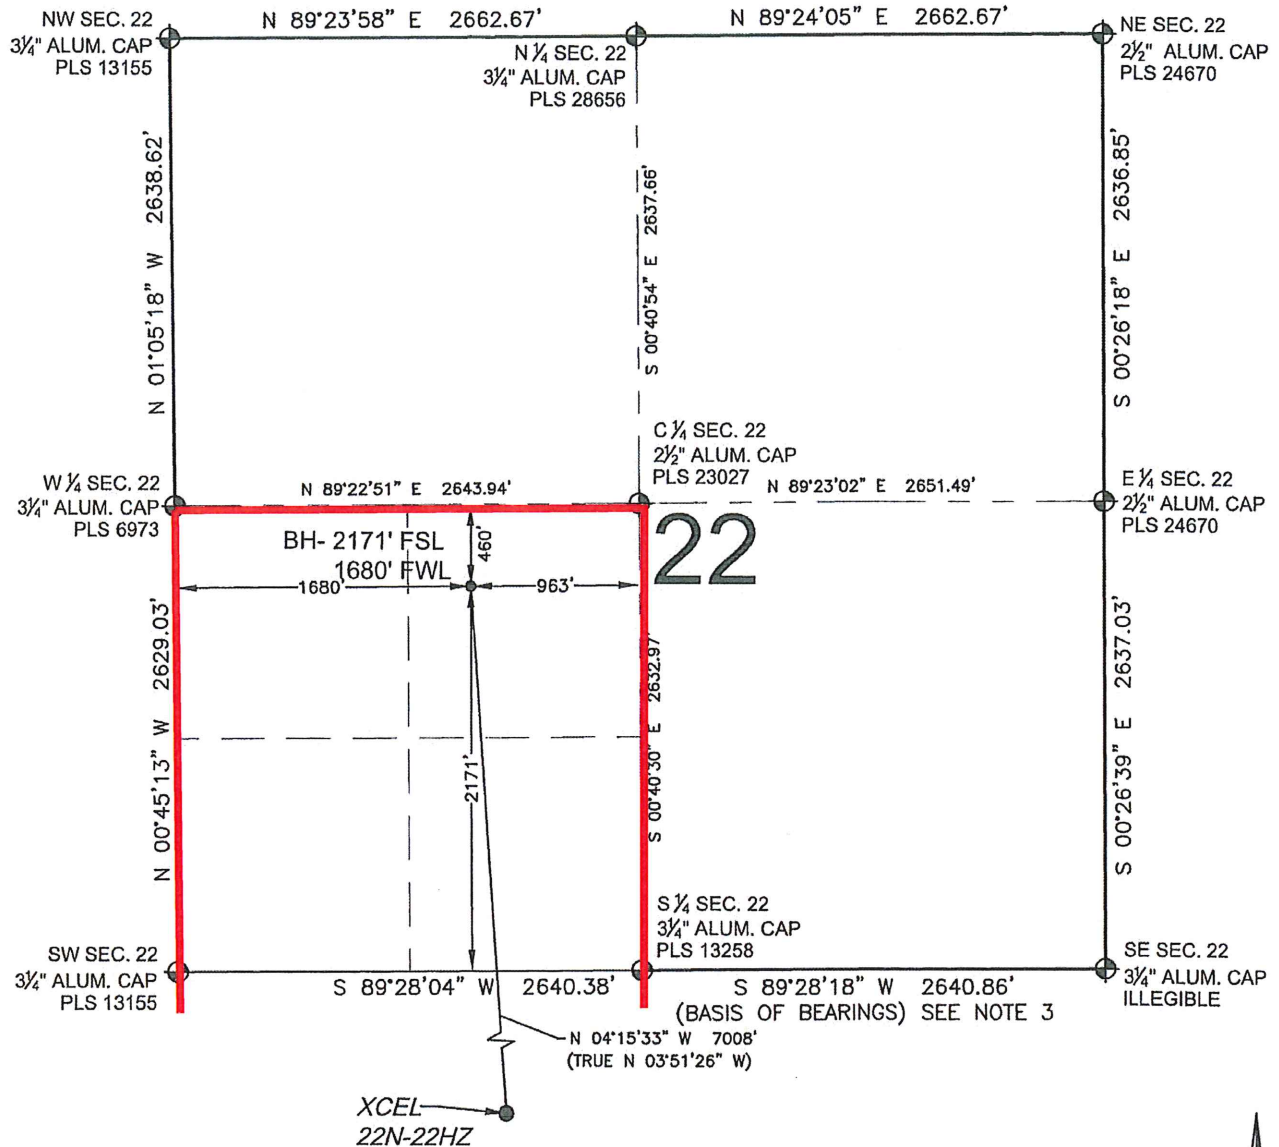 N 89°23'58" E 2662.67'
N 89°24'05" E 2662.67'
NW SEC. 22
3¼" ALUM. CAP
PLS 13155
N ¼ SEC. 22
3¼" ALUM. CAP
PLS 28656
NE SEC. 22
2½" ALUM. CAP
PLS 24670
N 01°05'18" W 2638.62'
S 00°40'54" E 2637.66'
S 00°26'18" E 2636.85'
W ¼ SEC. 22
3¼" ALUM. CAP
PLS 6973
N 89°22'51" E 2643.94'
C ¼ SEC. 22
2½" ALUM. CAP
PLS 23027
N 89°23'02" E 2651.49'
E ¼ SEC. 22
2½" ALUM. CAP
PLS 24670
22
BH- 2171' FSL
1680' FWL
460'
1680'
963'
N 00°45'13" W 2629.03'
2171'
S 00°40'30" E 2632.97'
S 00°26'39" E 2637.03'
SW SEC. 22
3¼" ALUM. CAP
PLS 13155
S ¼ SEC. 22
3¼" ALUM. CAP
PLS 13258
SE SEC. 22
3¼" ALUM. CAP
ILLEGIBLE
S 89°28'04" W 2640.38'
S 89°28'18" W 2640.86'
(BASIS OF BEARINGS) SEE NOTE 3
N 04°15'33" W 7008'
(TRUE N 03°51'26" W)
XCEL
22N-22HZ